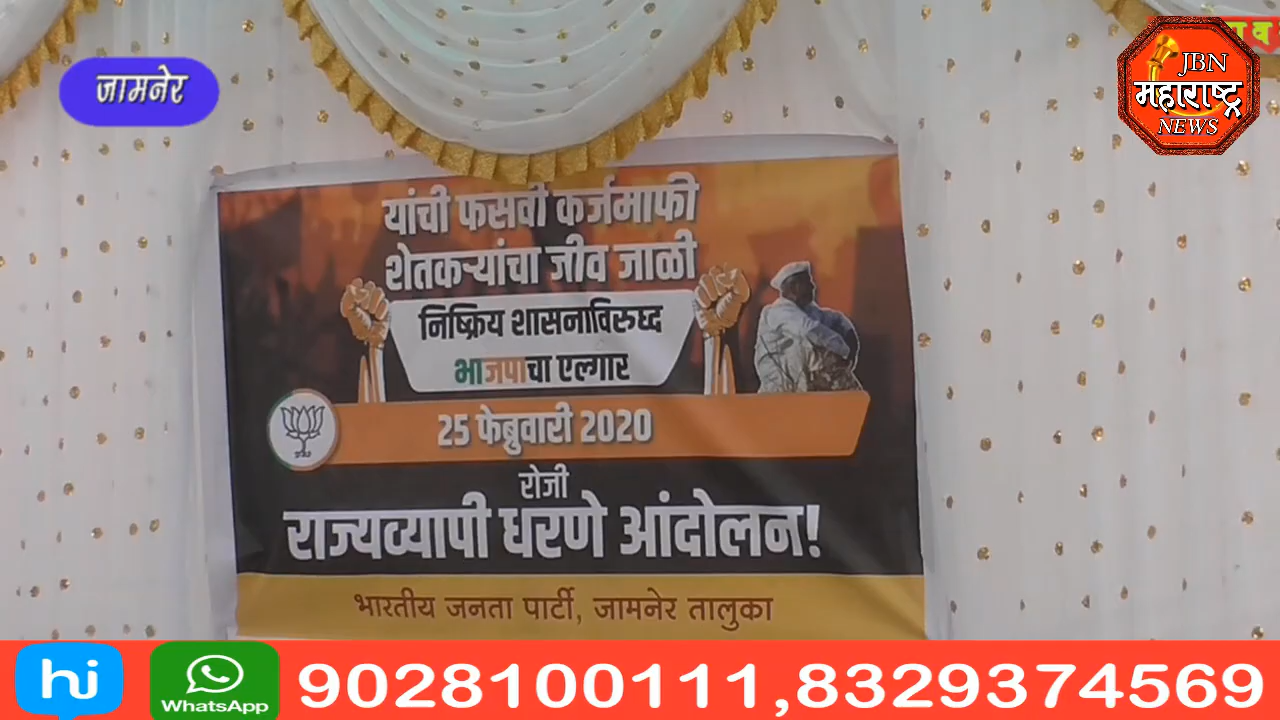 जामनेर
JBN
महाराष्ट्र
NEWS
यांची फसवी कर्जमाफी
शेतकऱ्यांचा जीव जाळी
निष्क्रिय शासनाविरुध्द
भाजपाचा एल्गार
25 फेब्रुवारी 2020
रोजी
राज्यव्यापी धरणे आंदोलन!
भारतीय जनता पार्टी, जामनेर तालुका
hi
WhatsApp
9028100111,8329374569